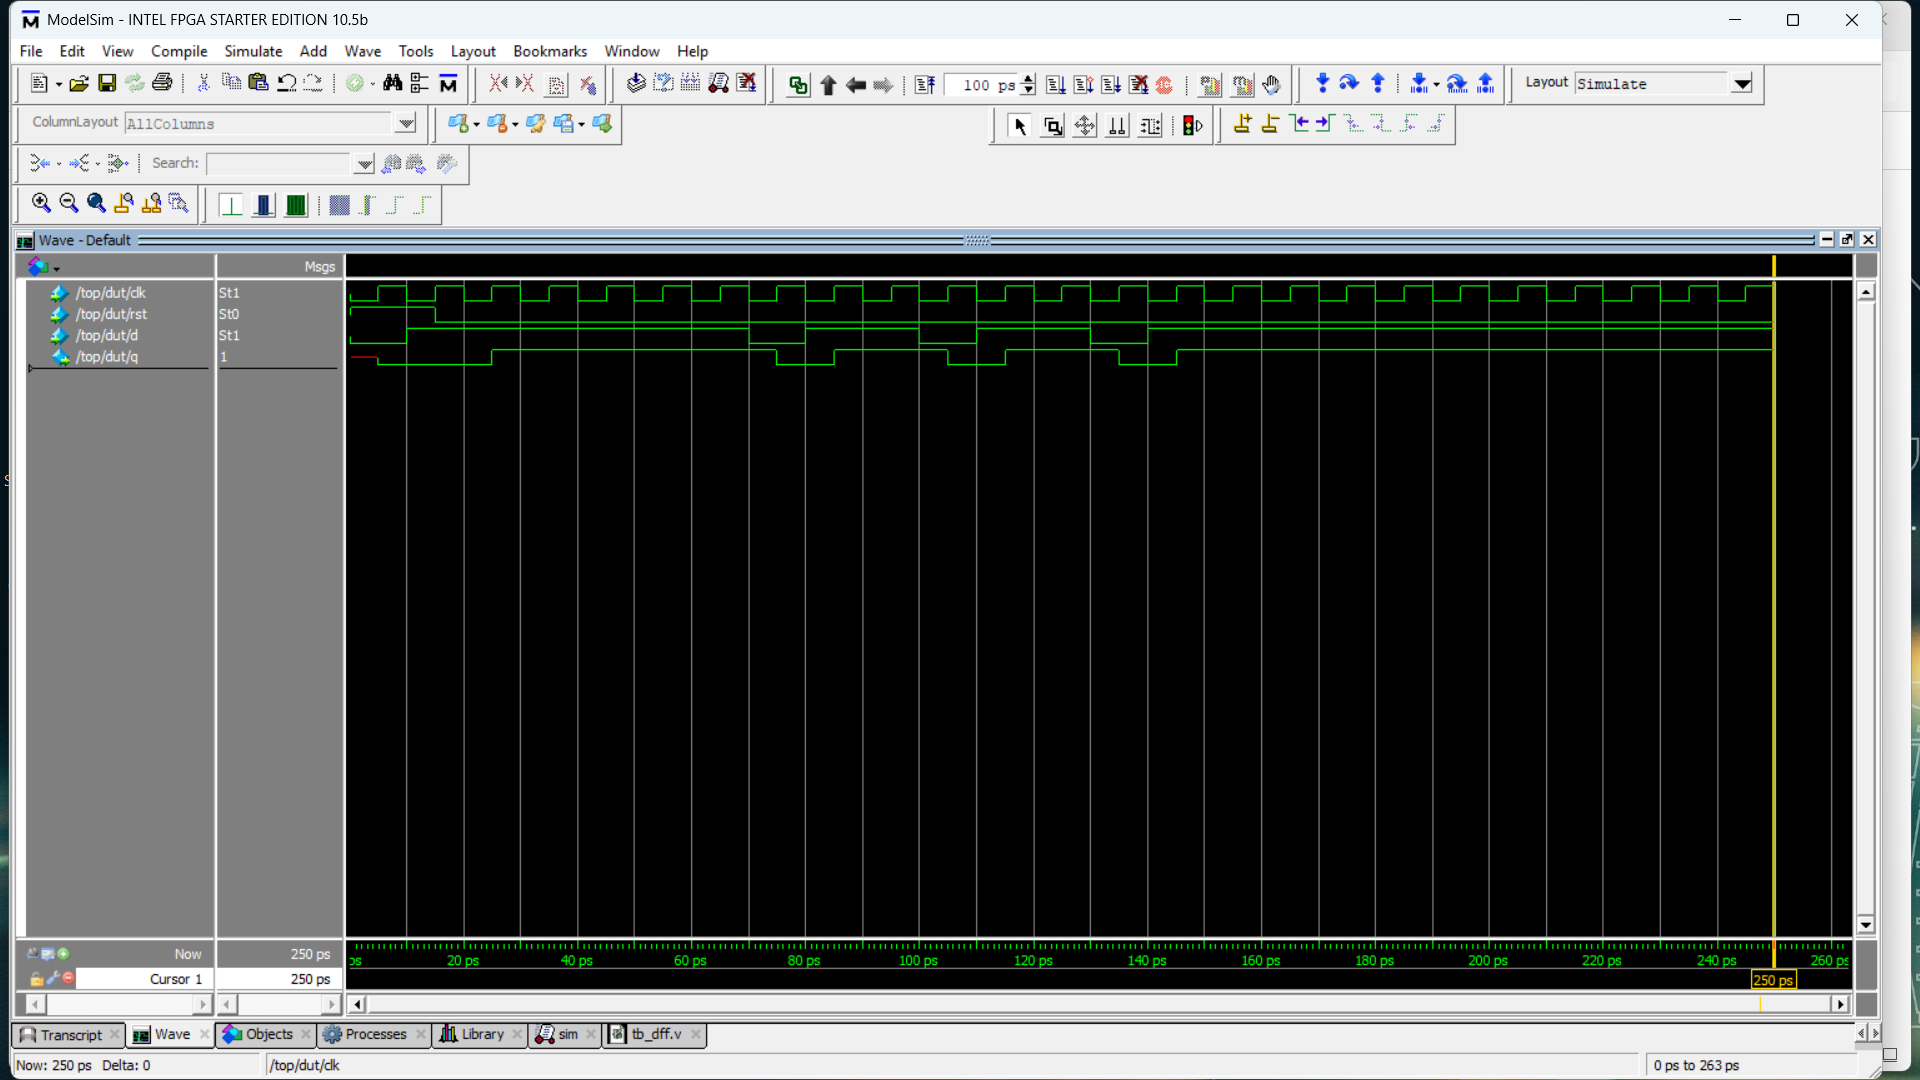 ModelSim - INTEL FPGA STARTER EDITION 10.5b
File Edit View Compile Simulate Add Wave Tools Layout Bookmarks Window Help
100 ps
Layout Simulate
ColumnLayout AllColumns
Search:
Wave - Default
Msgs
/top/dut/clk St1
/top/dut/rst St0
/top/dut/d St1
/top/dut/q 1
Now 250 ps
ps 20 ps 40 ps 60 ps 80 ps 100 ps 120 ps 140 ps 160 ps 180 ps 200 ps 220 ps 240 ps 260 ps
Cursor 1 250 ps
250 ps
Transcript Wave Objects Processes Library sim tb_dff.v
Now: 250 ps Delta: 0 /top/dut/clk 0 ps to 263 ps